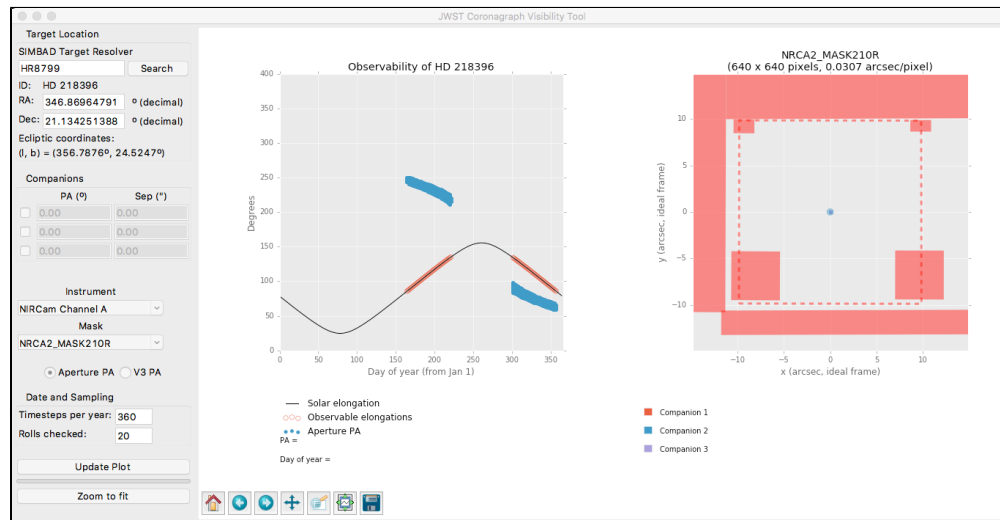 JWST Coronagraph Visibility Tool
Target Location
SIMBAD Target Resolver
HR8799 Search
ID: HD 218396
RA: 346.86964791 º (decimal)
Dec: 21.134251388 º (decimal)
Ecliptic coordinates:
(l, b) = (356.7876º, 24.5247º)
Companions
PA (º) Sep (")
0.00 0.00
0.00 0.00
0.00 0.00
Instrument
NIRCam Channel A
Mask
NRCA2_MASK210R
Aperture PA V3 PA
Date and Sampling
Timesteps per year: 360
Rolls checked: 20
Update Plot
Zoom to fit
Observability of HD 218396
400
350
300
250
200
150
100
50
0
Degrees
0 50 100 150 200 250 300 350
Day of year (from Jan 1)
Solar elongation
Observable elongations
Aperture PA
PA =
Day of year =
NRCA2_MASK210R
(640 x 640 pixels, 0.0307 arcsec/pixel)
10
5
0
−5
−10
y (arcsec, ideal frame)
−10 −5 0 5 10
x (arcsec, ideal frame)
Companion 1
Companion 2
Companion 3